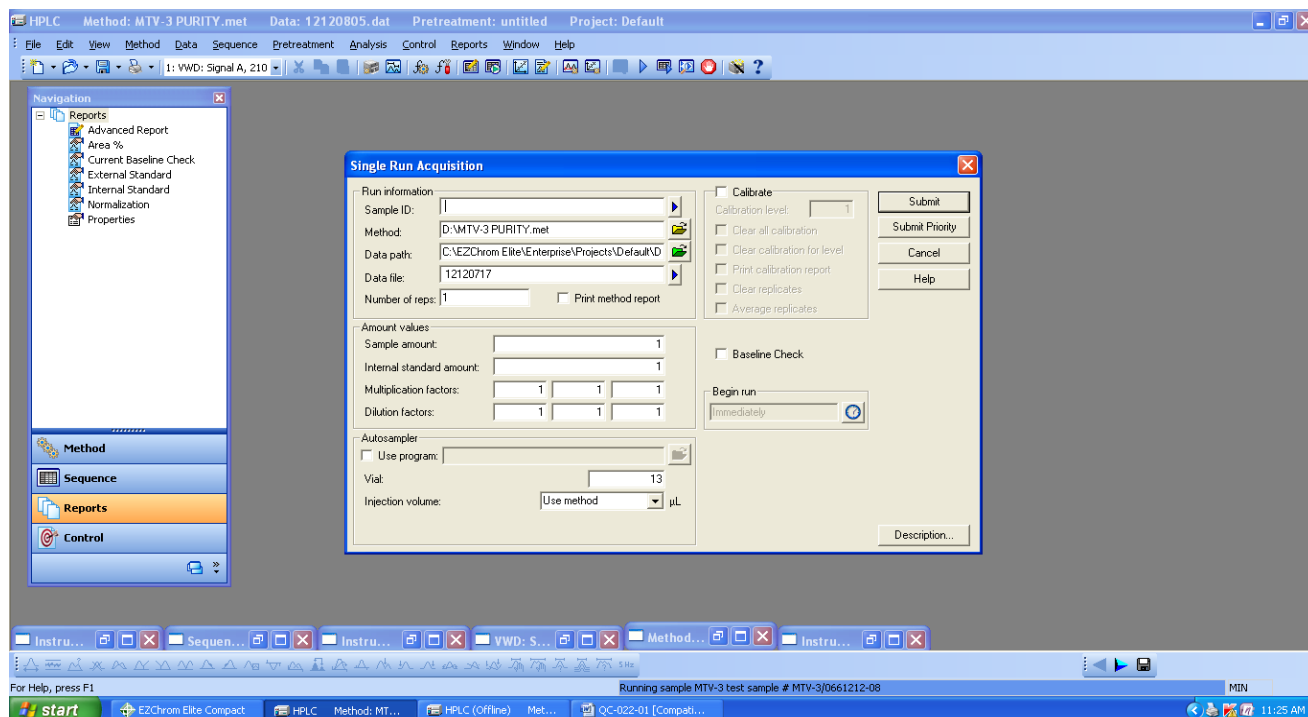 HPLC Method: MTV-3 PURITY.met Data: 12120805.dat Pretreatment: untitled Project: Default
File Edit View Method Data Sequence Pretreatment Analysis Control Reports Window Help
1: VWD: Signal A, 210
Navigation
Reports
Advanced Report
Area %
Current Baseline Check
External Standard
Internal Standard
Normalization
Properties
Method
Sequence
Reports
Control
Single Run Acquisition
Run information
Sample ID:
Method: D:\MTV-3 PURITY.met
Data path: C:\EZChrom Elite\Enterprise\Projects\Default\D
Data file: 12120717
Number of reps: 1 Print method report
Amount values
Sample amount: 1
Internal standard amount: 1
Multiplication factors: 1 1 1
Dilution factors: 1 1 1
Autosampler
Use program:
Vial: 13
Injection volume: Use method µL
Calibrate
Calibration level: 1
Clear all calibration
Clear calibration for level
Print calibration report
Clear replicates
Average replicates
Baseline Check
Begin run
Immediately
Submit
Submit Priority
Cancel
Help
Description...
Instru... Sequen... Instru... VWD: S... Method... Instru...
5 Hz
For Help, press F1 Running sample MTV-3 test sample # MTV-3/0661212-08 MIN
start EZChrom Elite Compact HPLC Method: MT... HPLC (Offline) Met... QC-022-01 [Compati... 11:25 AM